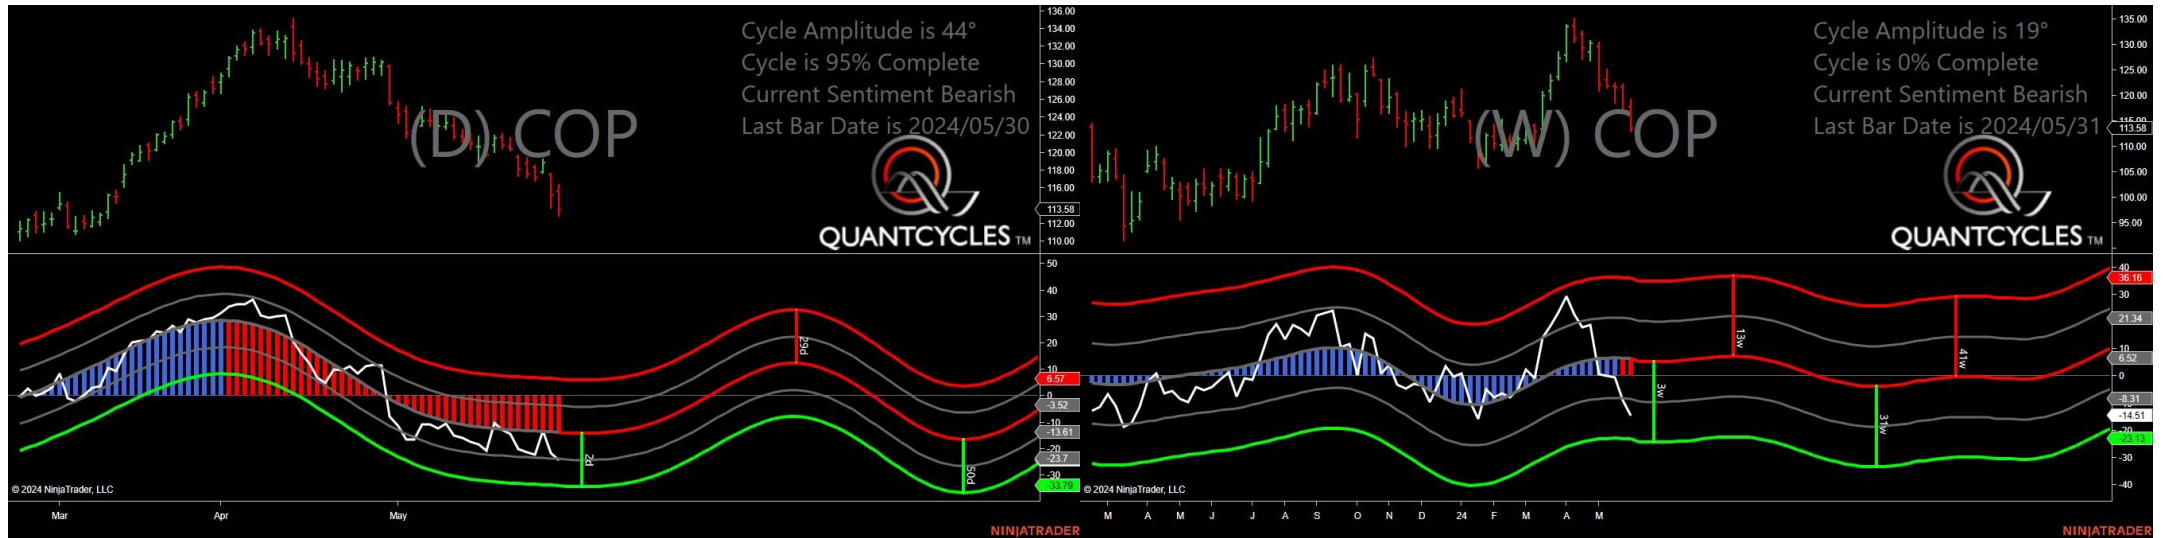 Cycle Amplitude is 44°
Cycle is 95% Complete
Current Sentiment Bearish
Last Bar Date is 2024/05/30
(D) COP
QUANTCYCLES TM
136.00
134.00
132.00
130.00
128.00
126.00
124.00
122.00
120.00
118.00
116.00
113.58
112.00
110.00
50
40
30
20
10
6.57
0
-3.52
-10
-13.61
-20
-23.7
-30
-33.79
29d
2d
50d
© 2024 NinjaTrader, LLC
Mar Apr May
NINJATRADER
Cycle Amplitude is 19°
Cycle is 0% Complete
Current Sentiment Bearish
Last Bar Date is 2024/05/31
(W) COP
QUANTCYCLES TM
135.00
130.00
125.00
120.00
115.00
113.58
110.00
105.00
100.00
95.00
40
36.16
30
21.34
10
6.52
0
-8.31
-14.51
-23.13
-30
-40
13w
41w
3w
31w
© 2024 NinjaTrader, LLC
M A M J J A S O N D 24 F M A M
NINJATRADER